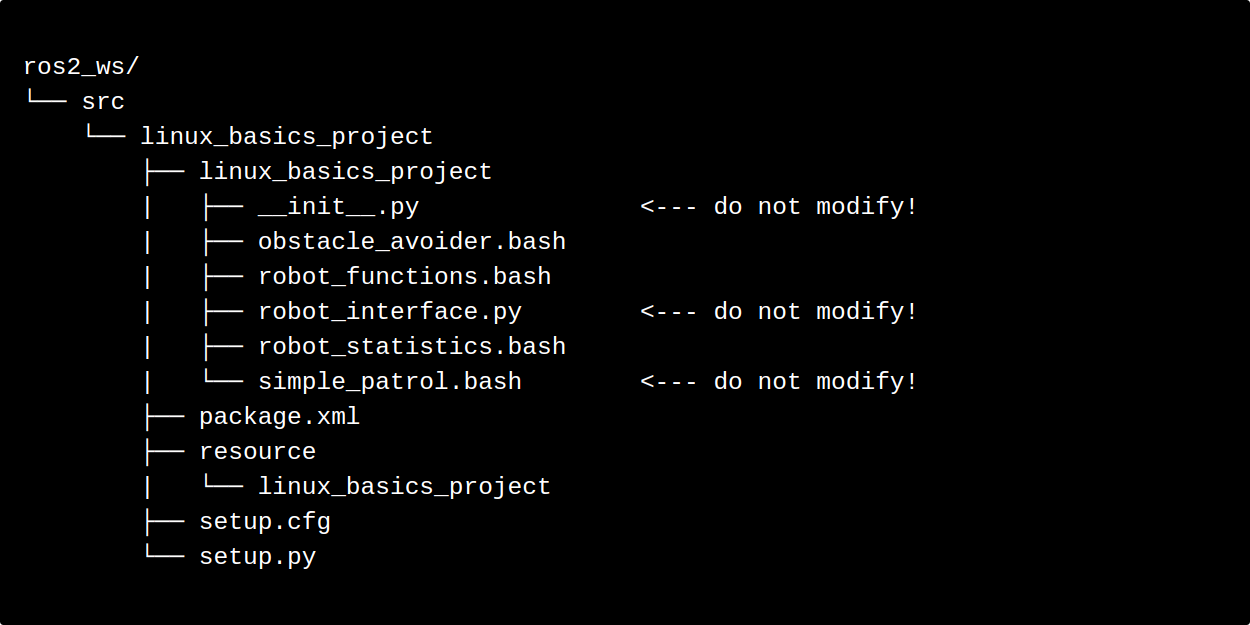 ros2_ws/
└── src
    └── linux_basics_project
        ├── linux_basics_project
        |   ├── __init__.py               <--- do not modify!
        |   ├── obstacle_avoider.bash
        |   ├── robot_functions.bash
        |   ├── robot_interface.py        <--- do not modify!
        |   ├── robot_statistics.bash
        |   └── simple_patrol.bash        <--- do not modify!
        ├── package.xml
        ├── resource
        |   └── linux_basics_project
        ├── setup.cfg
        └── setup.py